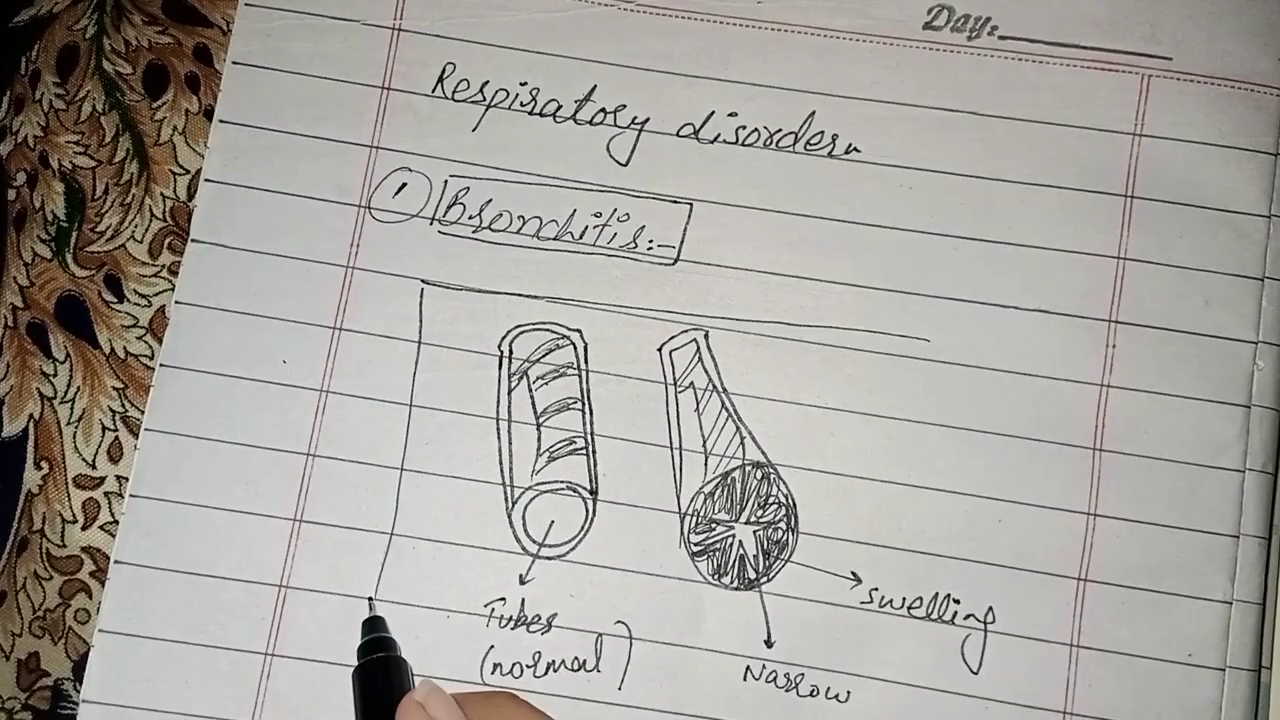 Day:
Respiratory disorder
1 Bronchitis:-
Tubes
(normal)
swelling
Narrow